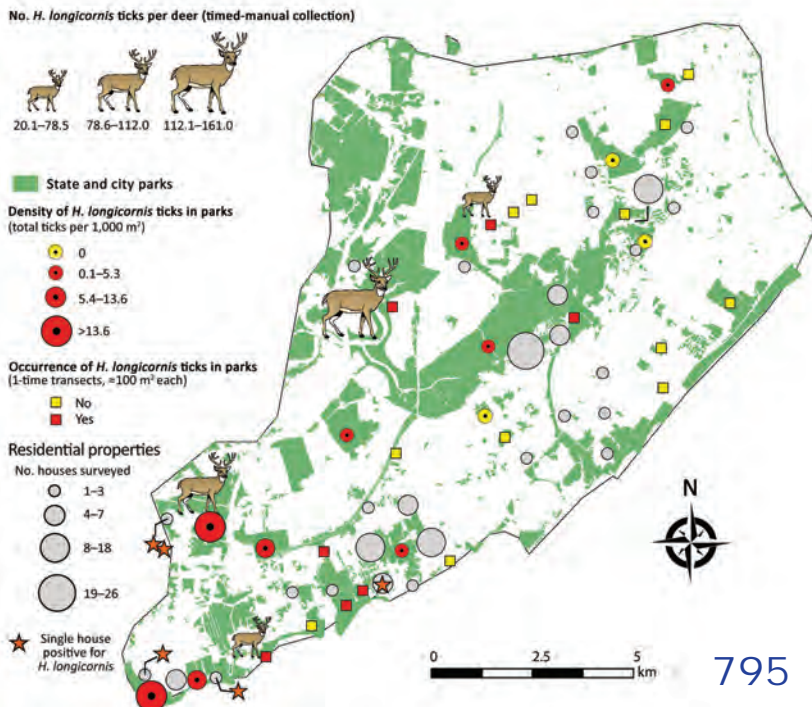 No. H. longicornis ticks per deer (timed-manual collection)
20.1–78.5 78.6–112.0 112.1–161.0
State and city parks
Density of H. longicornis ticks in parks
(total ticks per 1,000 m²)
0
0.1–5.3
5.4–13.6
>13.6
Occurrence of H. longicornis ticks in parks
(1-time transects, ≈100 m² each)
No
Yes
Residential properties
No. houses surveyed
1–3
4–7
8–18
19–26
Single house
positive for
H. longicornis
N
0 2.5 5
km
795